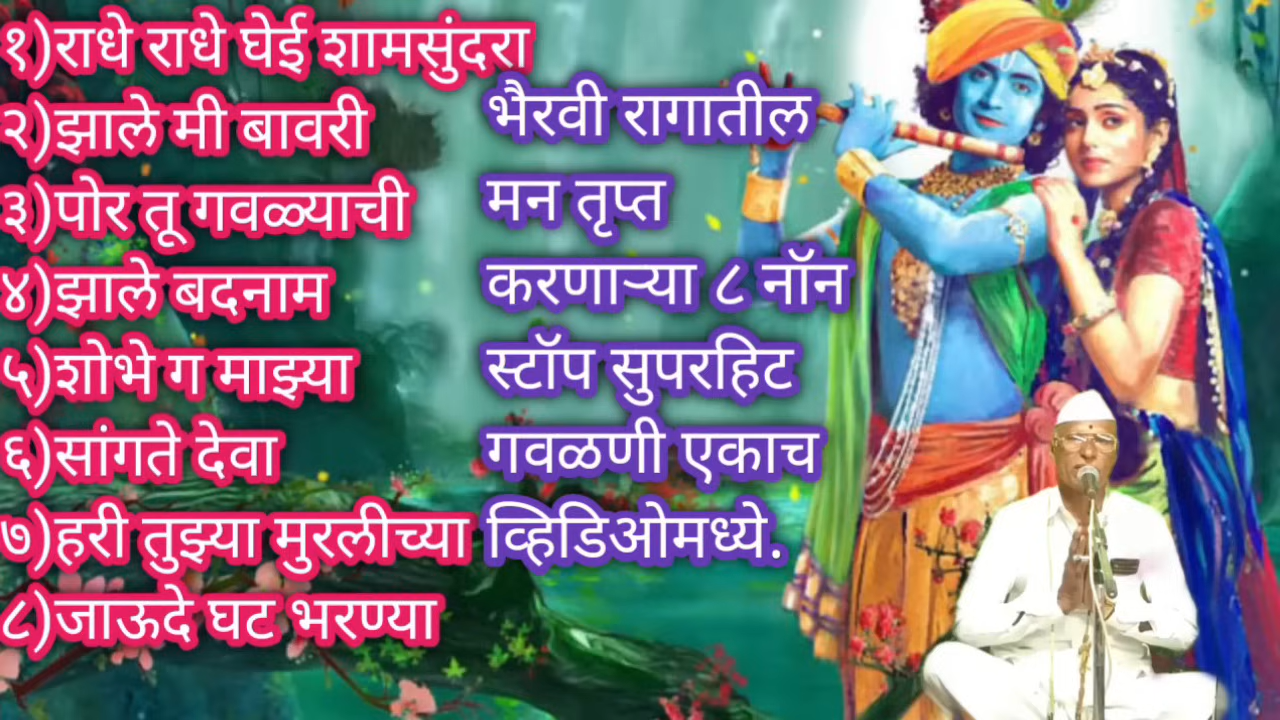 १)राधे राधे घेई शामसुंदरा
२)झाले मी बावरी
३)पोर तू गवळ्याची
४)झाले बदनाम
५)शोभे ग माझ्या
६)सांगते देवा
७)हरी तुझ्या मुरलीच्या
८)जाऊदे घट भरण्या
भैरवी रागातील
मन तृप्त
करणाऱ्या ८ नॉन
स्टॉप सुपरहिट
गवळणी एकाच
व्हिडिओमध्ये.